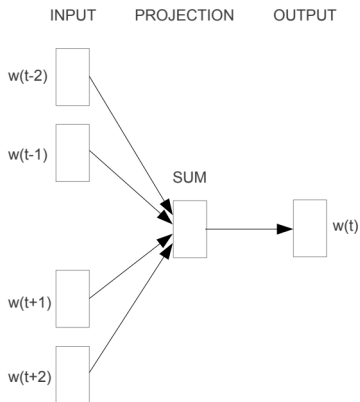 INPUT PROJECTION OUTPUT
w(t-2)
w(t-1)
SUM
w(t)
w(t+1)
w(t+2)